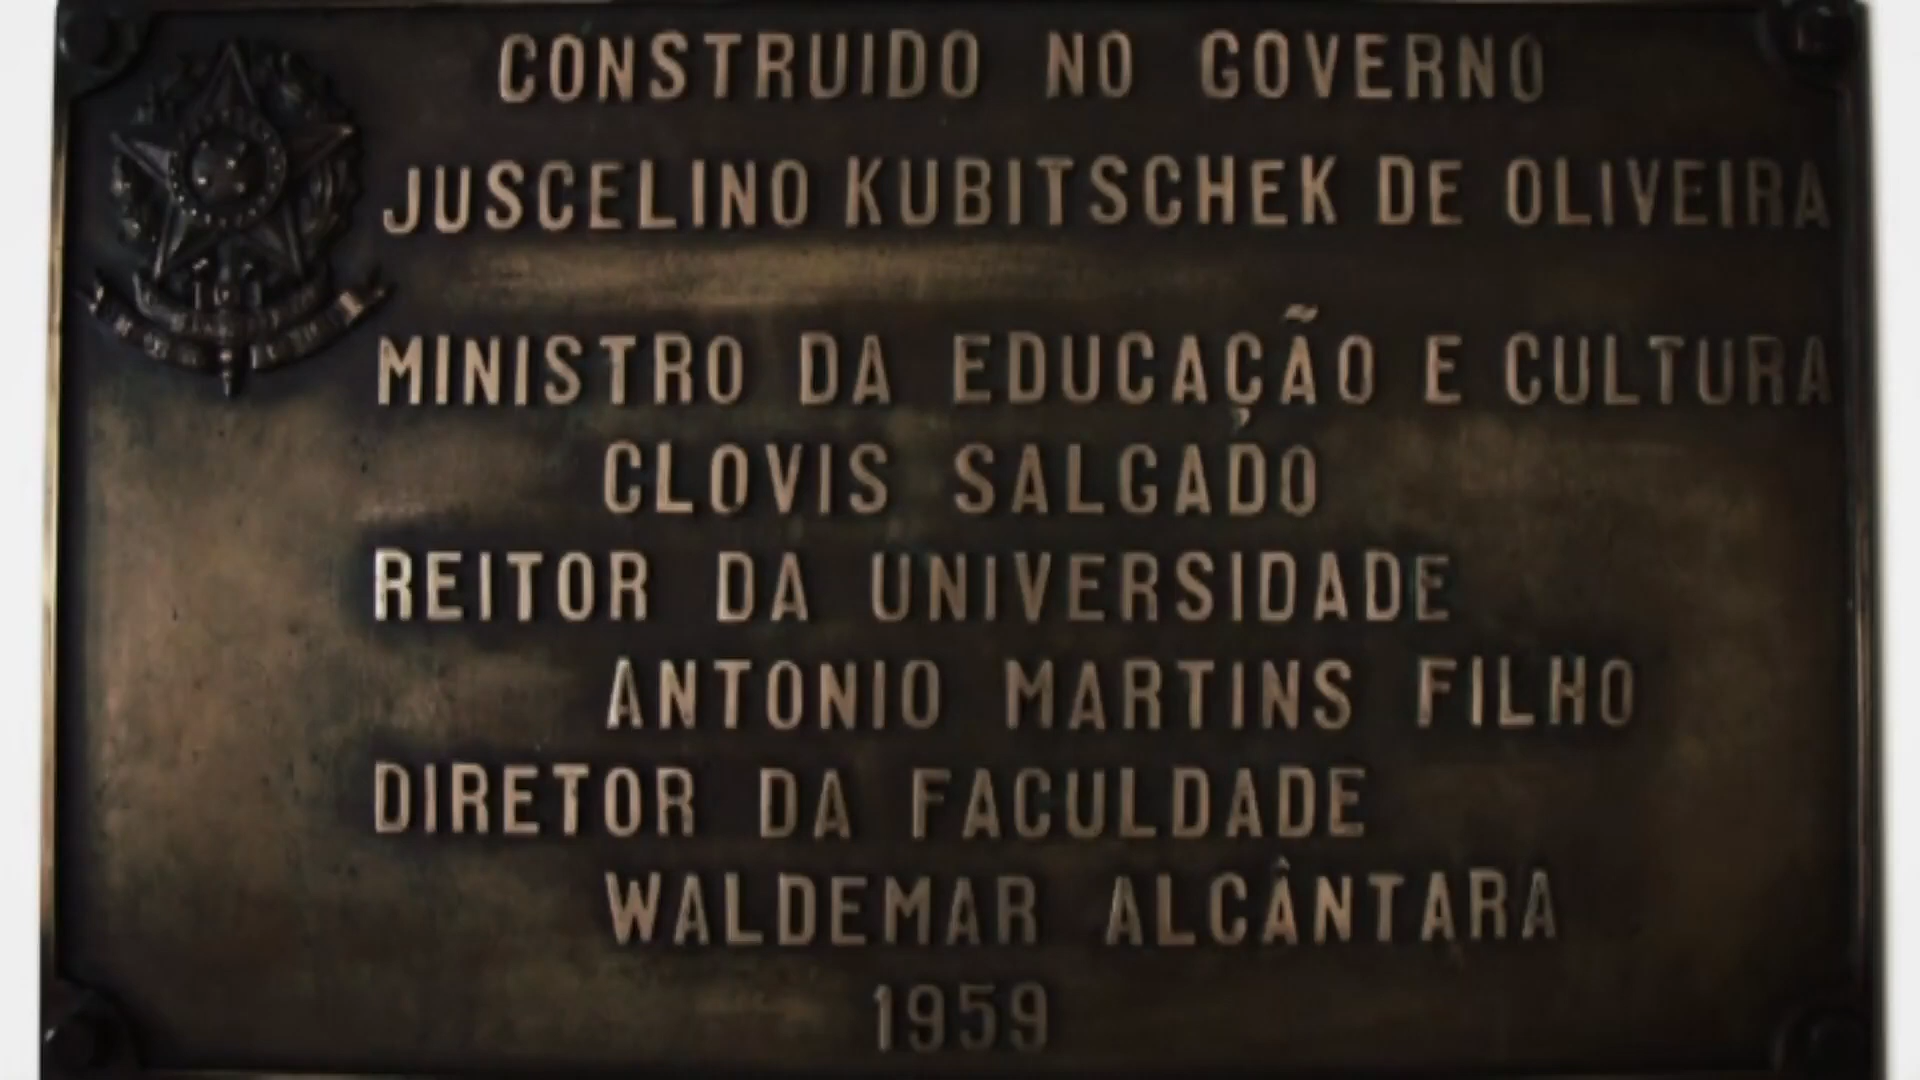 CONSTRUIDO NO GOVERNO
JUSCELINO KUBITSCHEK DE OLIVEIRA
MINISTRO DA EDUCAÇÃO E CULTURA
CLOVIS SALGADO
REITOR DA UNIVERSIDADE
ANTONIO MARTINS FILHO
DIRETOR DA FACULDADE
WALDEMAR ALCÂNTARA
1959